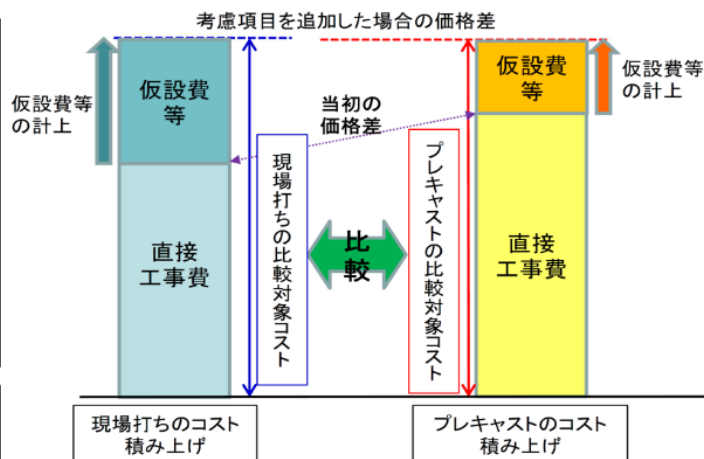 考慮項目を追加した場合の価格差
仮設費等
の計上
仮設費
等
直接
工事費
現場打ちの比較対象コスト
当初の
価格差
比較
プレキャストの比較対象コスト
仮設費
等
直接
工事費
仮設費等
の計上
現場打ちのコスト
積み上げ
プレキャストのコスト
積み上げ